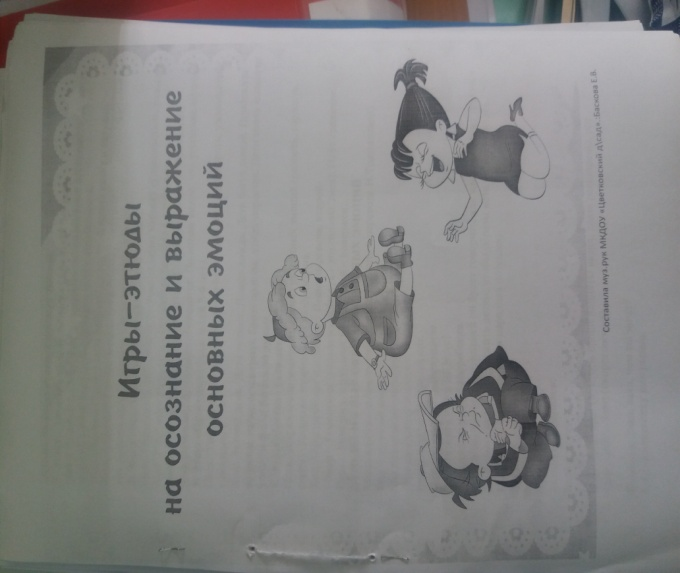 Игры-этюды
на осознание и выражение
основных эмоций
Составила муз.рук МКДОУ «Цветковский д\сад»: Баскова Е.В.